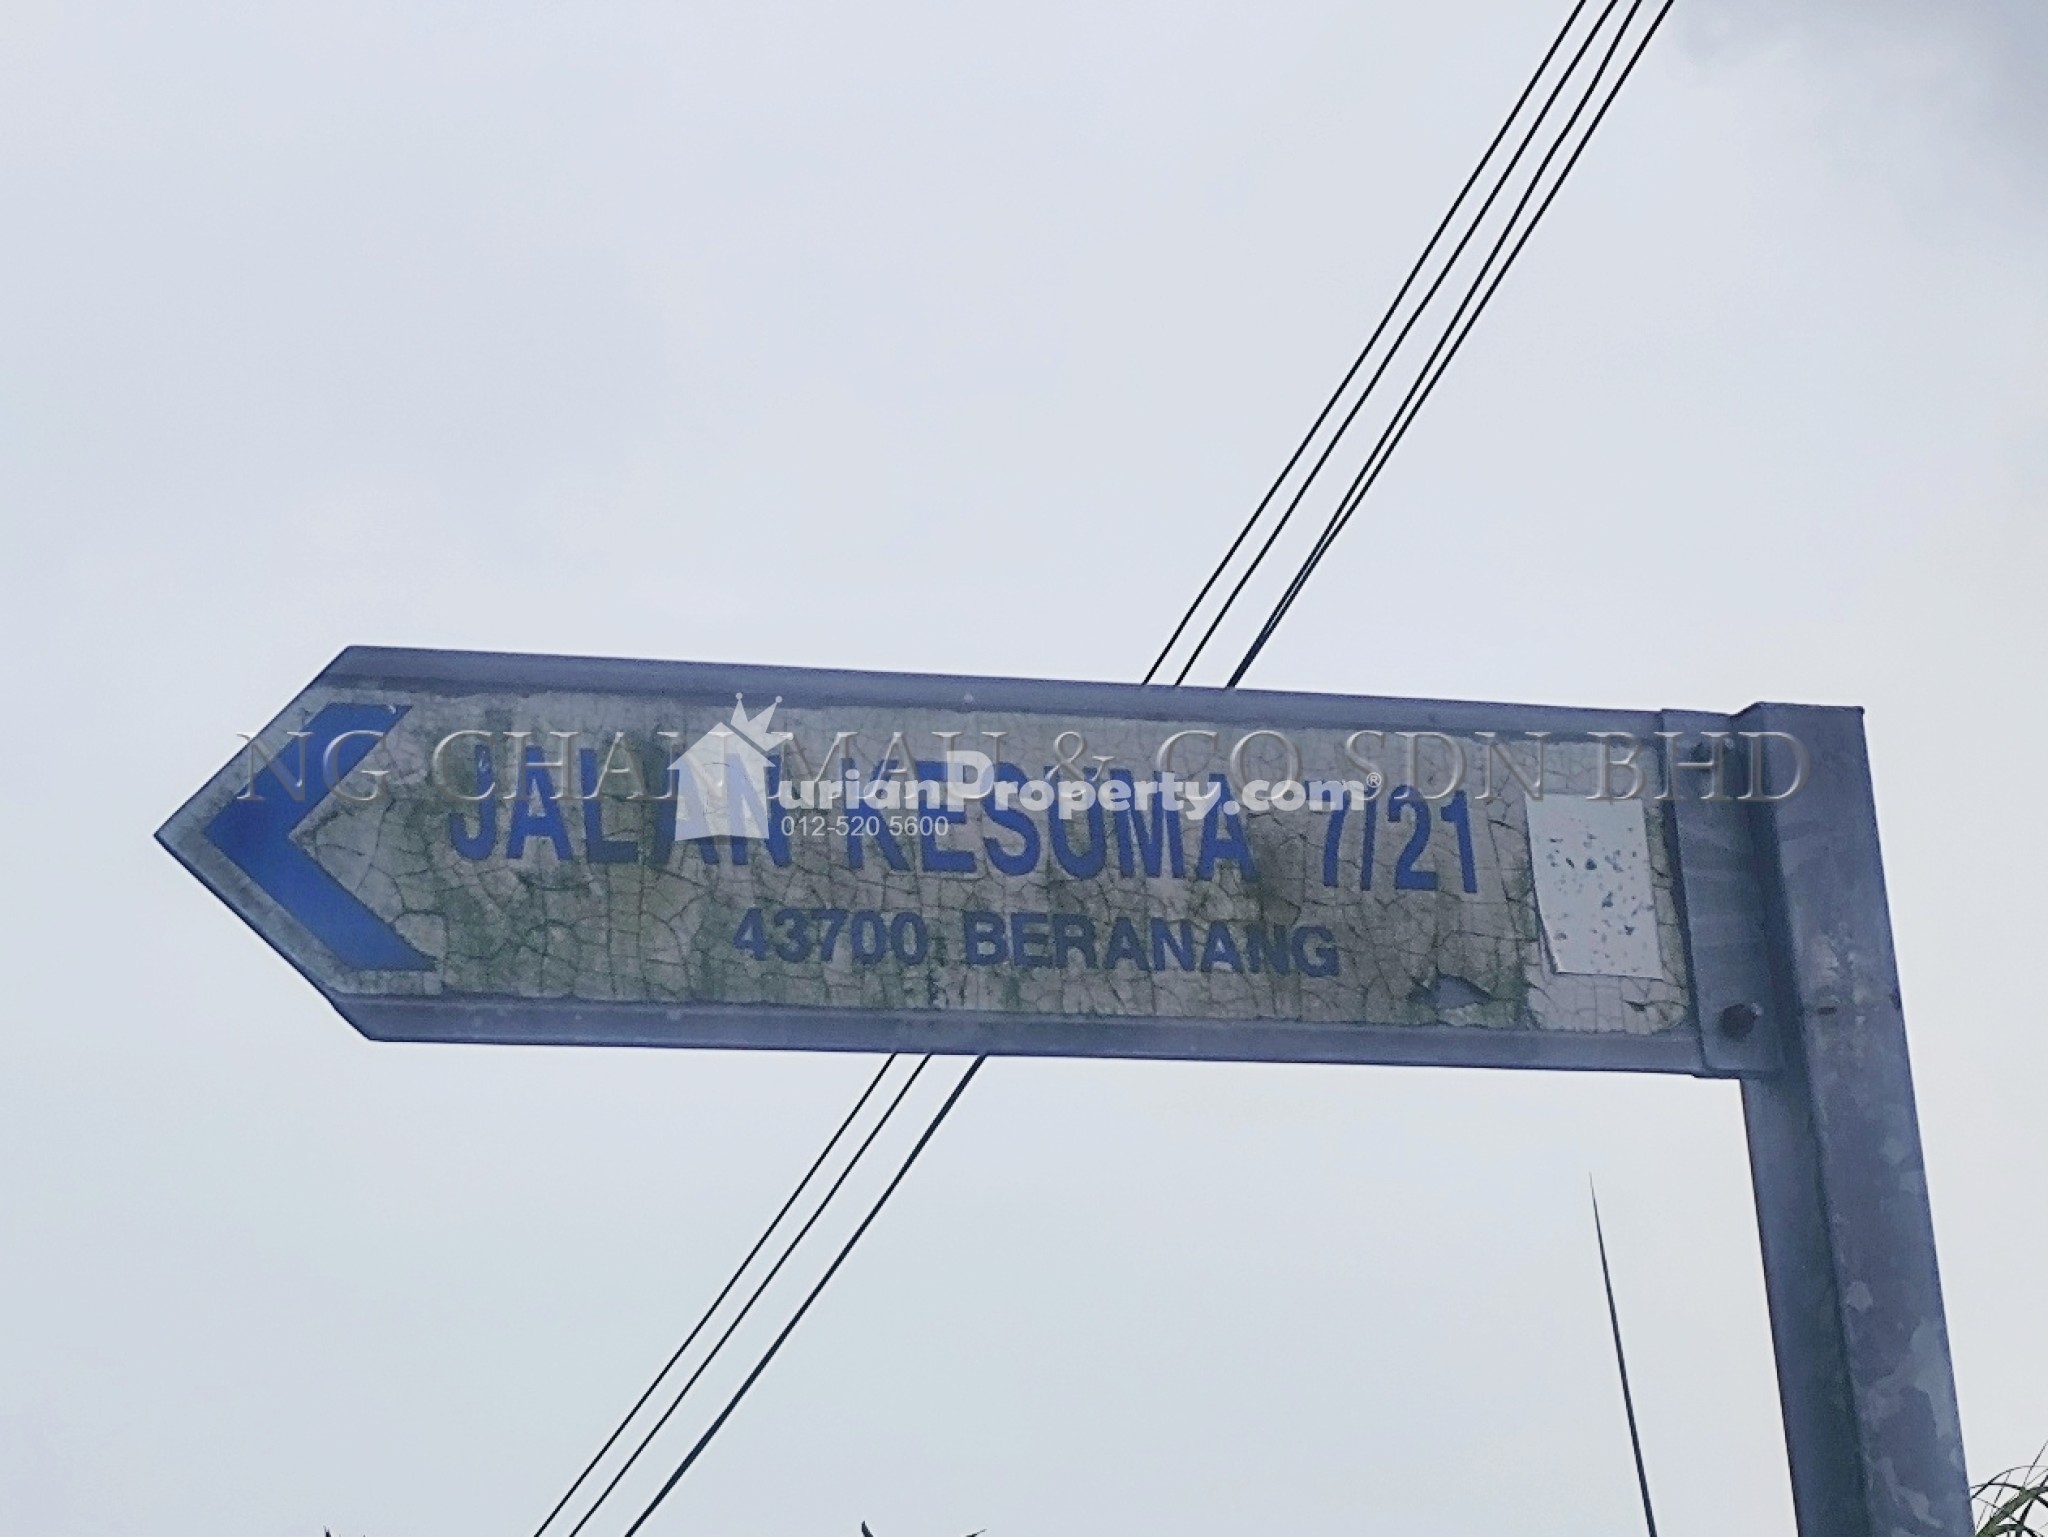 NG CHAN MAU & CO SDN BHD
DurianProperty.com®
012-520 5600
JALAN KESUMA 7/21
43700 BERANANG